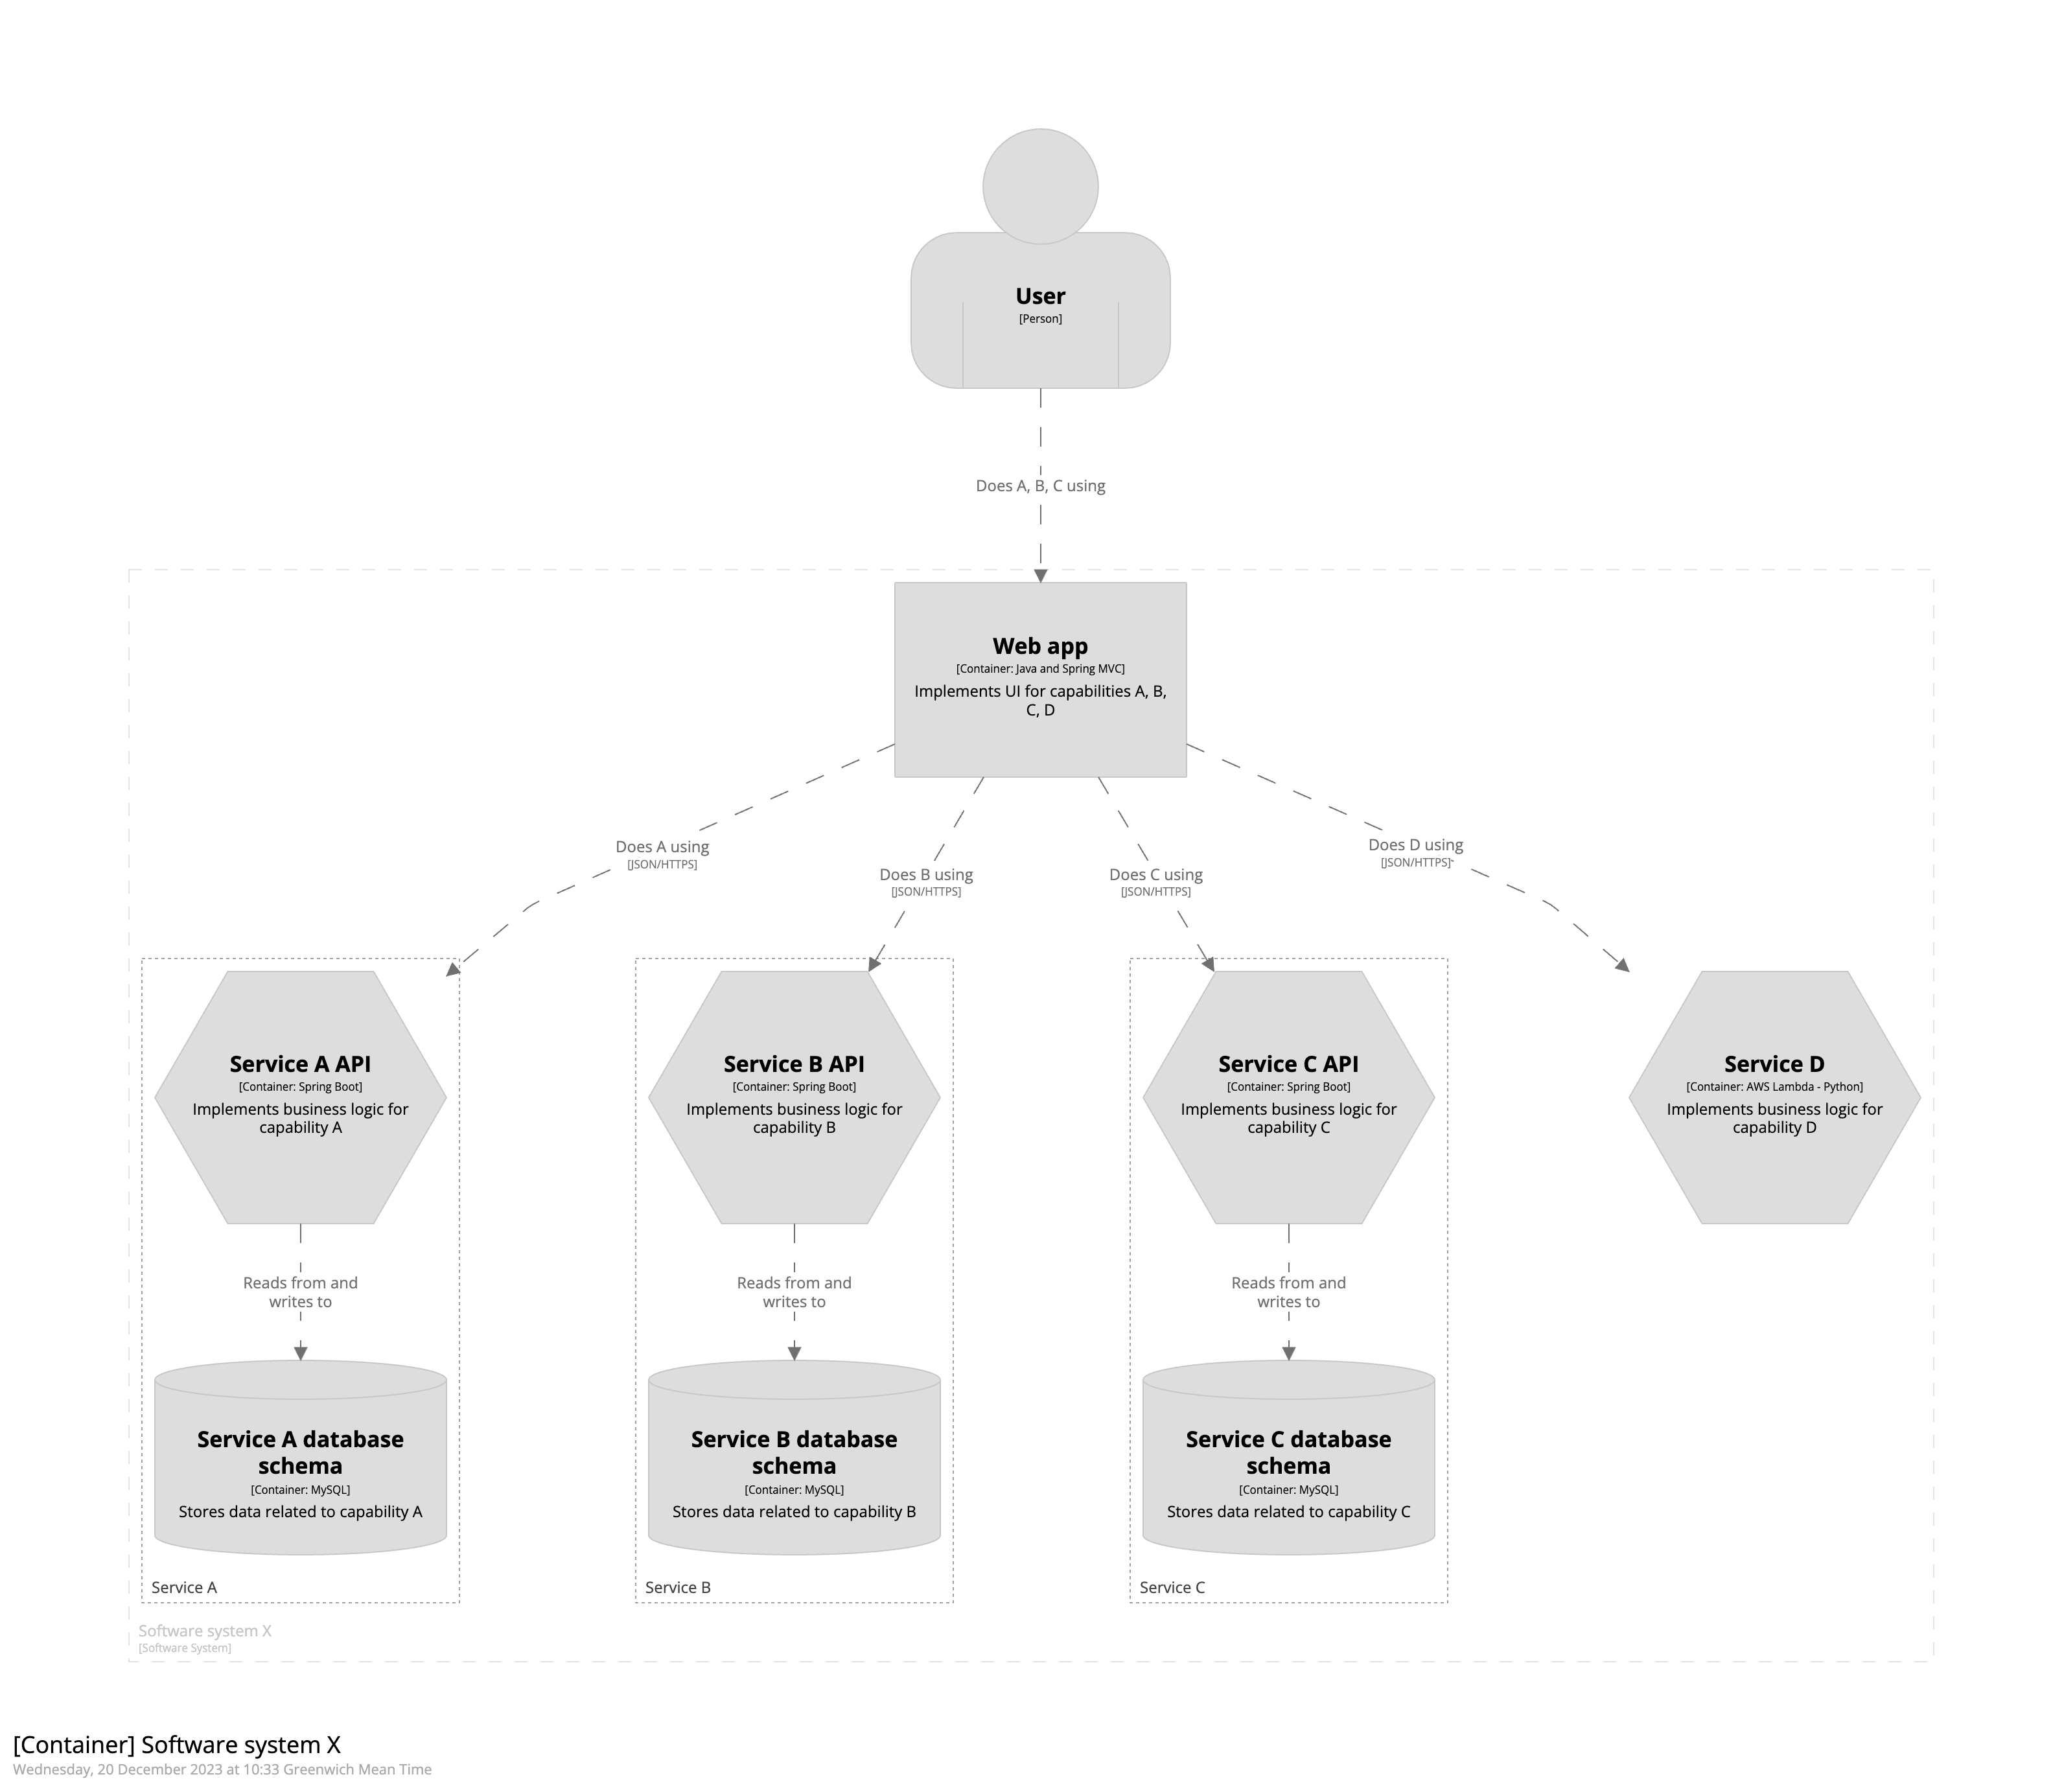 User
[Person]
Does A, B, C using
Web app
[Container: Java and Spring MVC]
Implements UI for capabilities A, B,
C, D
Does A using
[JSON/HTTPS]
Does B using
[JSON/HTTPS]
Does C using
[JSON/HTTPS]
Does D using
[JSON/HTTPS]
Service A API
[Container: Spring Boot]
Implements business logic for
capability A
Service B API
[Container: Spring Boot]
Implements business logic for
capability B
Service C API
[Container: Spring Boot]
Implements business logic for
capability C
Service D
[Container: AWS Lambda - Python]
Implements business logic for
capability D
Reads from and
writes to
Reads from and
writes to
Reads from and
writes to
Service A database
schema
[Container: MySQL]
Stores data related to capability A
Service B database
schema
[Container: MySQL]
Stores data related to capability B
Service C database
schema
[Container: MySQL]
Stores data related to capability C
Service A
Service B
Service C
Software system X
[Software System]
[Container] Software system X
Wednesday, 20 December 2023 at 10:33 Greenwich Mean Time